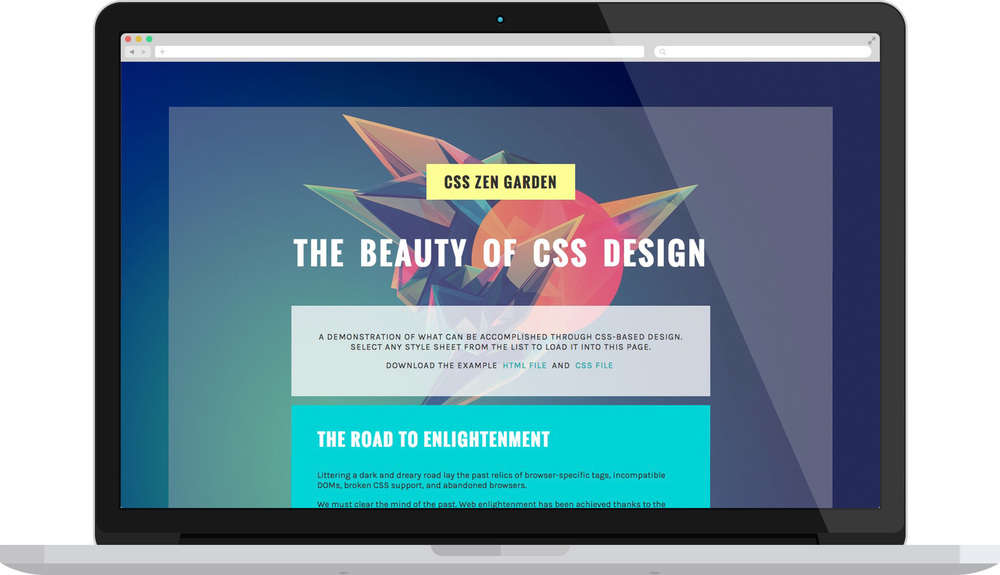 CSS ZEN GARDEN
THE BEAUTY OF CSS DESIGN
A DEMONSTRATION OF WHAT CAN BE ACCOMPLISHED THROUGH CSS-BASED DESIGN.
SELECT ANY STYLE SHEET FROM THE LIST TO LOAD IT INTO THIS PAGE.
DOWNLOAD THE EXAMPLE HTML FILE AND CSS FILE
THE ROAD TO ENLIGHTENMENT
Littering a dark and dreary road lay the past relics of browser-specific tags, incompatible
DOMs, broken CSS support, and abandoned browsers.
We must clear the mind of the past. Web enlightenment has been achieved thanks to the